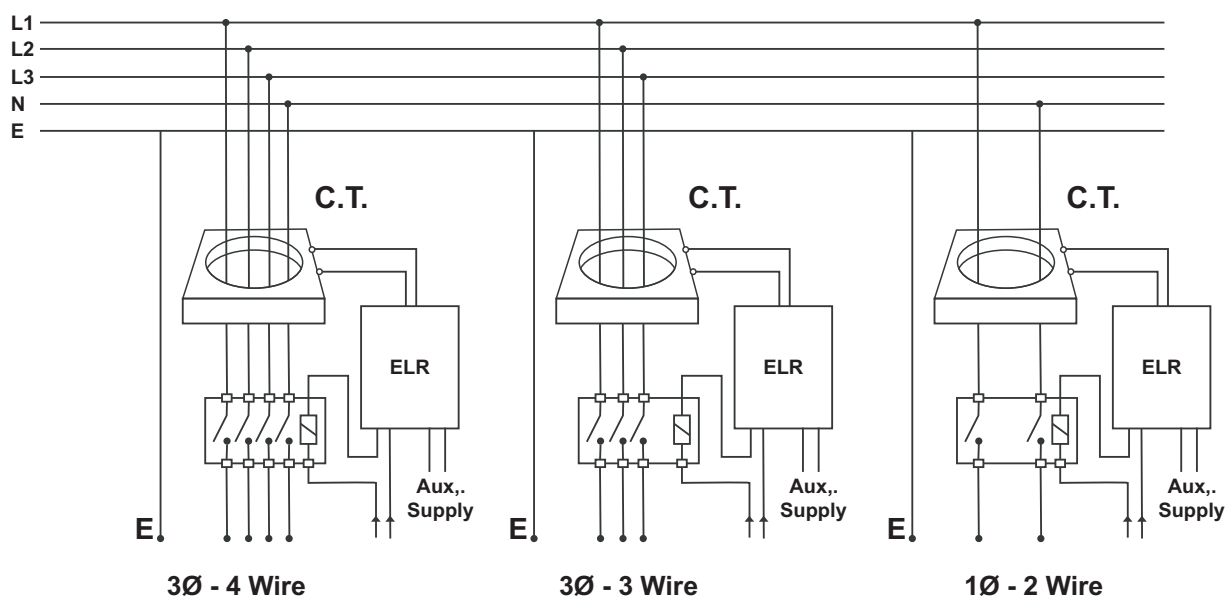 L1
L2
L3
N
E
C.T.
C.T.
C.T.
ELR
ELR
ELR
Aux,.
Supply
Aux,.
Supply
Aux,.
Supply
E
E
E
3Ø - 4 Wire
3Ø - 3 Wire
1Ø - 2 Wire